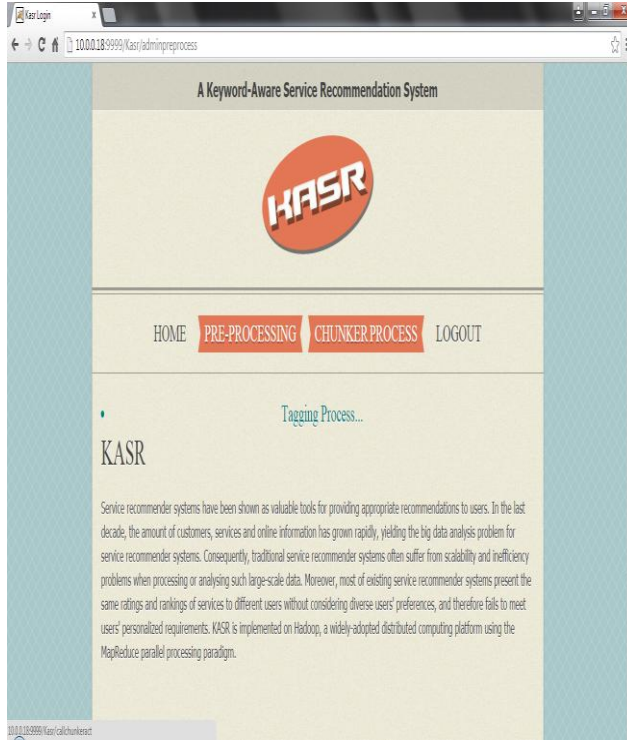 Kasr Login
10.0.0.18:9999/Kasr/adminpreprocess
A Keyword-Aware Service Recommendation System
KASR
HOME PRE-PROCESSING CHUNKER PROCESS LOGOUT
Tagging Process...
KASR
Service recommender systems have been shown as valuable tools for providing appropriate recommendations to users. In the last
decade, the amount of customers, services and online information has grown rapidly, yielding the big data analysis problem for
service recommender systems. Consequently, traditional service recommender systems often suffer from scalability and inefficiency
problems when processing or analysing such large-scale data. Moreover, most of existing service recommender systems present the
same ratings and rankings of services to different users without considering diverse users' preferences, and therefore fails to meet
users' personalized requirements. KASR is implemented on Hadoop, a widely-adopted distributed computing platform using the
MapReduce parallel processing paradigm.
10.0.0.18:9999/Kasr/callchunkeract